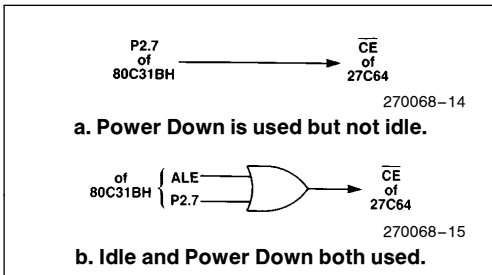 P2.7
of
80C31BH
CE
of
27C64
270068–14
a. Power Down is used but not idle.
of
80C31BH
ALE
P2.7
CE
of
27C64
270068–15
b. Idle and Power Down both used.